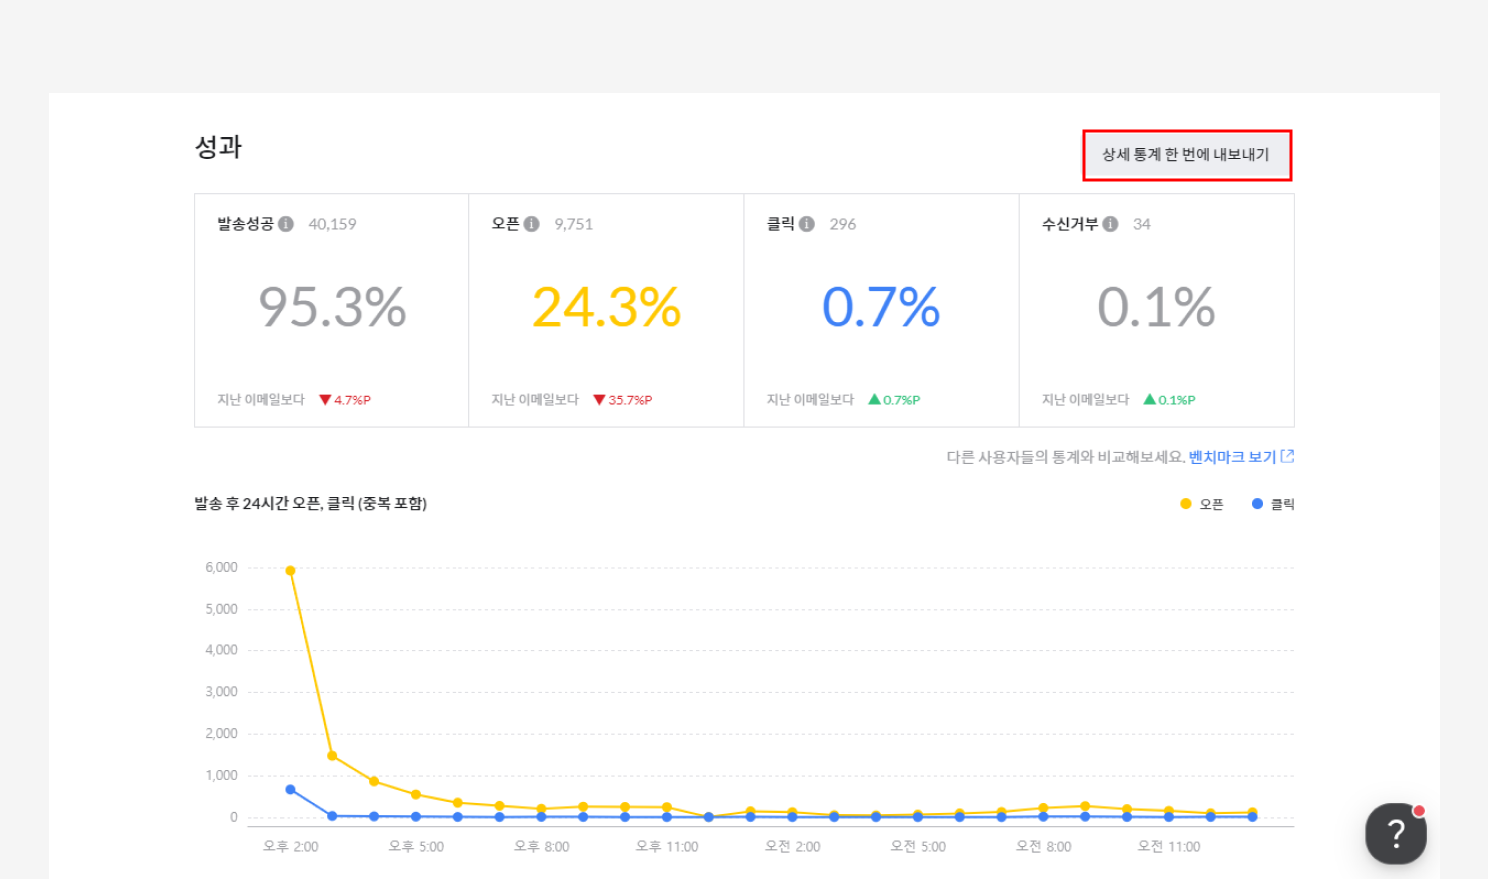 성과
상세 통계 한 번에 내보내기
발송성공 40,159
95.3%
지난 이메일보다 ▼4.7%P
오픈 9,751
24.3%
지난 이메일보다 ▼35.7%P
클릭 296
0.7%
지난 이메일보다 ▲0.7%P
수신거부 34
0.1%
지난 이메일보다 ▲0.1%P
다른 사용자들의 통계와 비교해보세요. 벤치마크 보기
발송 후 24시간 오픈, 클릭 (중복 포함)
오픈 클릭
6,000
5,000
4,000
3,000
2,000
1,000
0
오후 2:00 오후 5:00 오후 8:00 오후 11:00 오전 2:00 오전 5:00 오전 8:00 오전 11:00
?